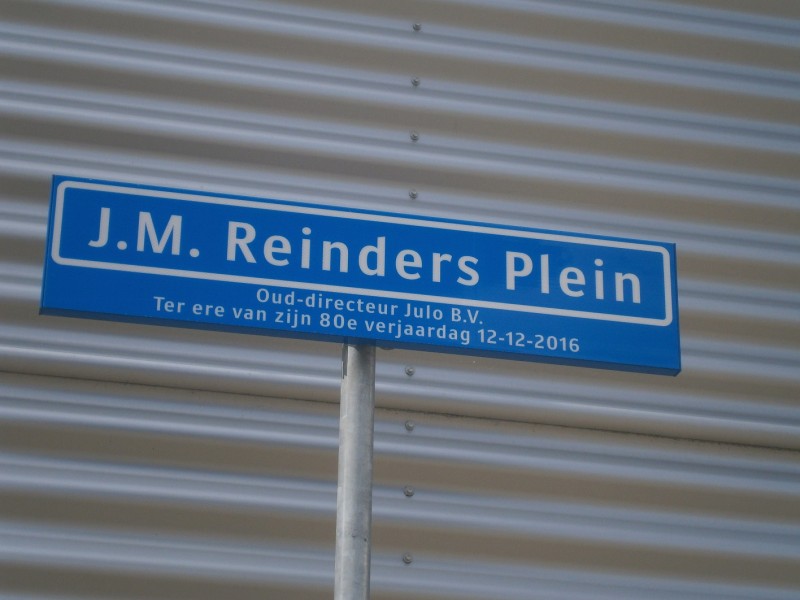 J.M. Reinders Plein
Oud-directeur Julo B.V.
Ter ere van zijn 80e verjaardag 12-12-2016